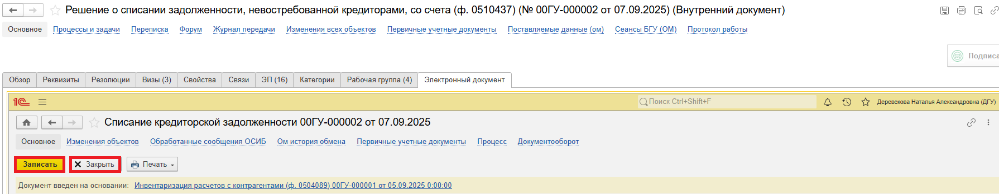 Решение о списании задолженности, невостребованной кредиторами, со счета (ф. 0510437) (№ 00ГУ-000002 от 07.09.2025) (Внутренний документ)
Основное Процессы и задачи Переписка Форум Журнал передачи Изменения всех объектов Первичные учетные документы Поставляемые данные (ом) Сеансы БГУ (ОМ) Протокол работы
Подписа
Обзор Реквизиты Резолюции Визы (3) Свойства Связи ЭП (16) Категории Рабочая группа (4) Электронный документ
1С Поиск Ctrl+Shift+F Деревскова Наталья Александровна (ДГУ)
Списание кредиторской задолженности 00ГУ-000002 от 07.09.2025
Основное Изменения объектов Обработанные сообщения ОСИБ Ом история обмена Первичные учетные документы Процесс Документооборот
Записать Закрыть Печать
Документ введен на основании: Инвентаризация расчетов с контрагентами (ф. 0504089) 00ГУ-000001 от 05.09.2025 0:00:00